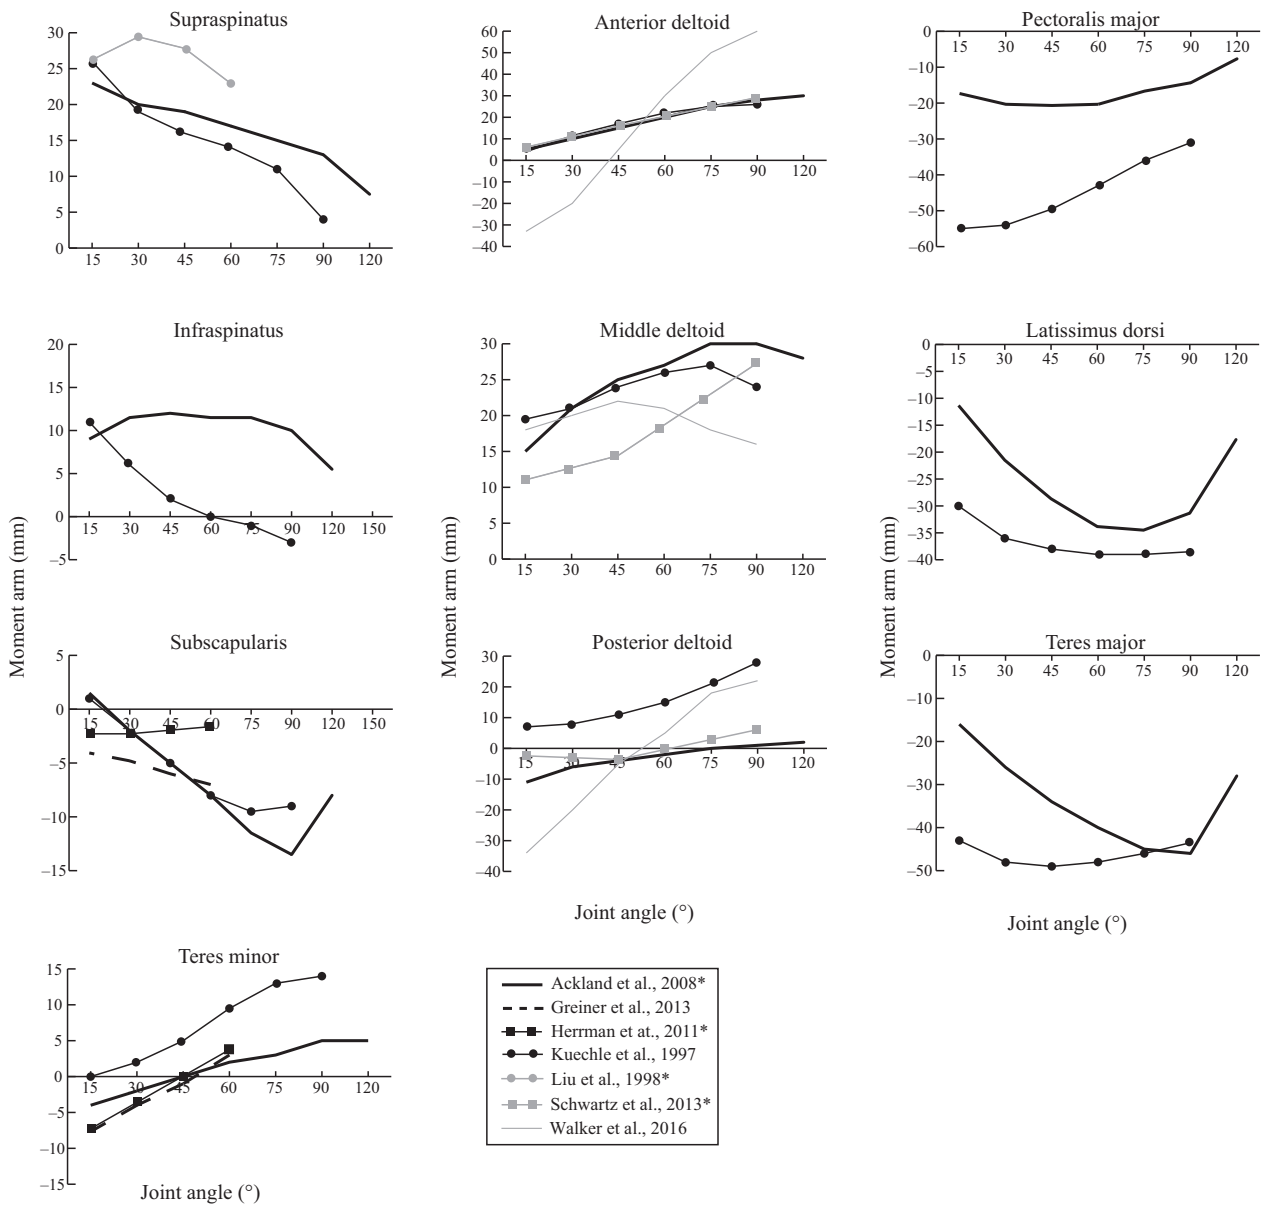 Supraspinatus
30
25
20
15
10
5
0
15 30 45 60 75 90 120
Anterior deltoid
60
50
40
30
20
10
0
–10
–20
–30
–40
15 30 45 60 75 90 120
Pectoralis major
0
–10
–20
–30
–40
–50
–60
15 30 45 60 75 90 120
Infraspinatus
20
15
10
5
0
–5
15 30 45 60 75 90 120 150
Middle deltoid
30
25
20
15
10
5
0
15 30 45 60 75 90 120
Latissimus dorsi
0
–5
–10
–15
–20
–25
–30
–35
–40
15 30 45 60 75 90 120
Moment arm (mm)
Moment arm (mm)
Moment arm (mm)
Subscapularis
5
0
–5
–10
–15
15 30 45 60 75 90 120 150
Posterior deltoid
30
20
10
0
–10
–20
–30
–40
15 30 45 60 75 90 120
Joint angle (°)
Teres major
0
–10
–20
–30
–40
–50
15 30 45 60 75 90 120
Joint angle (°)
Teres minor
15
10
5
0
–5
–10
–15
15 30 45 60 75 90 120
Joint angle (°)
Ackland et al., 2008*
Greiner et al., 2013
Herrman et at., 2011*
Kuechle et al., 1997
Liu et al., 1998*
Schwartz et al., 2013*
Walker et al., 2016